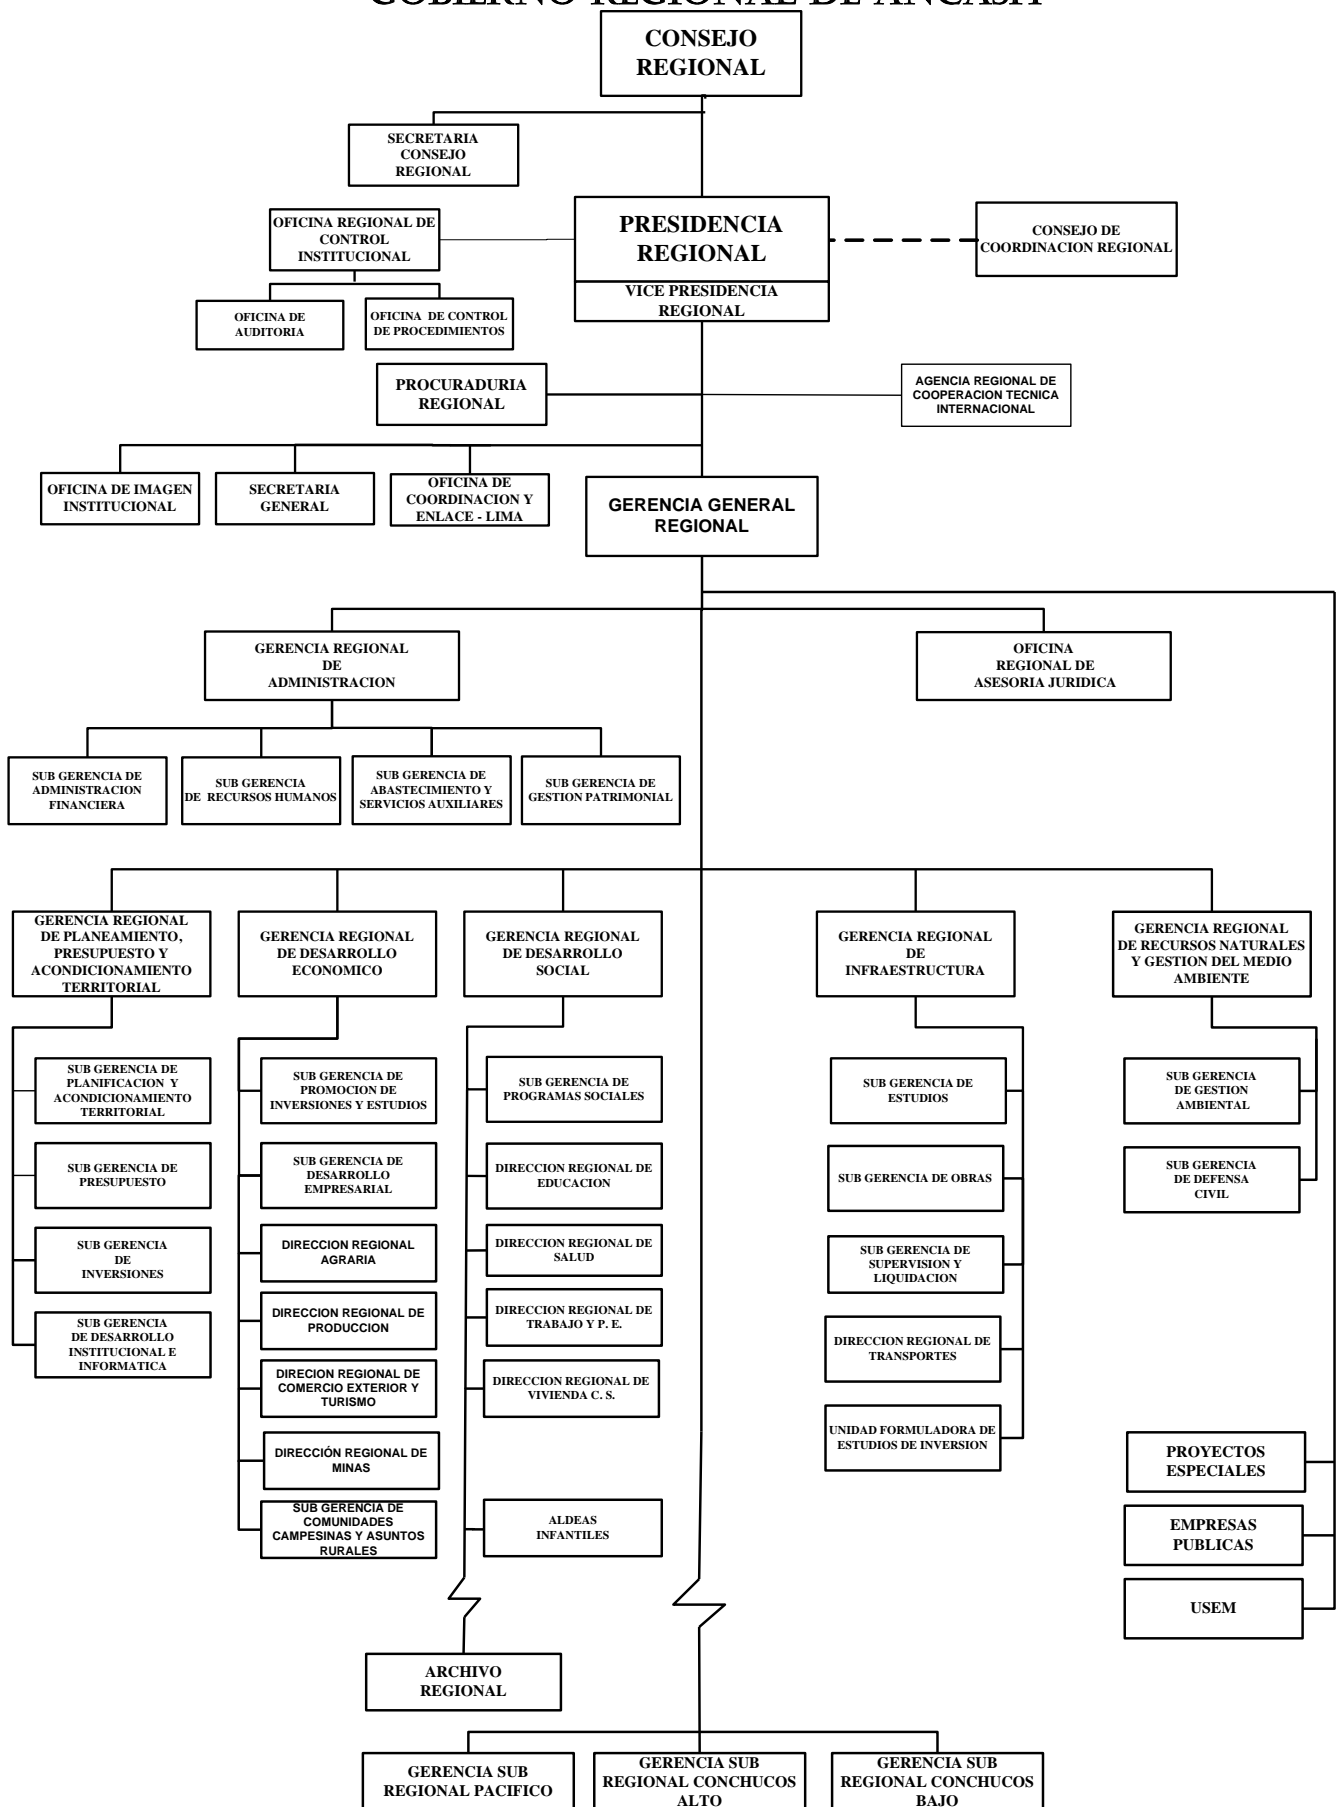 GOBIERNO REGIONAL DE ANCASH
CONSEJO
REGIONAL
SECRETARIA
CONSEJO
REGIONAL
OFICINA REGIONAL DE
CONTROL
INSTITUCIONAL
PRESIDENCIA
REGIONAL
VICE PRESIDENCIA
REGIONAL
CONSEJO DE
COORDINACION REGIONAL
OFICINA DE
AUDITORIA
OFICINA DE CONTROL
DE PROCEDIMIENTOS
PROCURADURIA
REGIONAL
AGENCIA REGIONAL DE
COOPERACION TECNICA
INTERNACIONAL
OFICINA DE IMAGEN
INSTITUCIONAL
SECRETARIA
GENERAL
OFICINA DE
COORDINACION Y
ENLACE - LIMA
GERENCIA GENERAL
REGIONAL
GERENCIA REGIONAL
DE
ADMINISTRACION
OFICINA
REGIONAL DE
ASESORIA JURIDICA
SUB GERENCIA DE
ADMINISTRACION
FINANCIERA
SUB GERENCIA
DE RECURSOS HUMANOS
SUB GERENCIA DE
ABASTECIMIENTO Y
SERVICIOS AUXILIARES
SUB GERENCIA DE
GESTION PATRIMONIAL
GERENCIA REGIONAL
DE PLANEAMIENTO,
PRESUPUESTO Y
ACONDICIONAMIENTO
TERRITORIAL
GERENCIA REGIONAL
DE DESARROLLO
ECONOMICO
GERENCIA REGIONAL
DE DESARROLLO
SOCIAL
GERENCIA REGIONAL
DE
INFRAESTRUCTURA
GERENCIA REGIONAL
DE RECURSOS NATURALES
Y GESTION DEL MEDIO
AMBIENTE
SUB GERENCIA DE
PLANIFICACION Y
ACONDICIONAMIENTO
TERRITORIAL
SUB GERENCIA DE
PRESUPUESTO
SUB GERENCIA
DE
INVERSIONES
SUB GERENCIA
DE DESARROLLO
INSTITUCIONAL E
INFORMATICA
SUB GERENCIA DE
PROMOCION DE
INVERSIONES Y ESTUDIOS
SUB GERENCIA DE
DESARROLLO
EMPRESARIAL
DIRECCION REGIONAL
AGRARIA
DIRECCION REGIONAL DE
PRODUCCION
DIRECION REGIONAL DE
COMERCIO EXTERIOR Y
TURISMO
DIRECCIÓN REGIONAL DE
MINAS
SUB GERENCIA DE
COMUNIDADES
CAMPESINAS Y ASUNTOS
RURALES
SUB GERENCIA DE
PROGRAMAS SOCIALES
DIRECCION REGIONAL DE
EDUCACION
DIRECCION REGIONAL DE
SALUD
DIRECCION REGIONAL DE
TRABAJO Y P. E.
DIRECCION REGIONAL DE
VIVIENDA C. S.
ALDEAS
INFANTILES
SUB GERENCIA DE
ESTUDIOS
SUB GERENCIA DE OBRAS
SUB GERENCIA DE
SUPERVISION Y
LIQUIDACION
DIRECCION REGIONAL DE
TRANSPORTES
UNIDAD FORMULADORA DE
ESTUDIOS DE INVERSION
SUB GERENCIA
DE GESTION
AMBIENTAL
SUB GERENCIA
DE DEFENSA
CIVIL
PROYECTOS
ESPECIALES
EMPRESAS
PUBLICAS
USEM
ARCHIVO
REGIONAL
GERENCIA SUB
REGIONAL PACIFICO
GERENCIA SUB
REGIONAL CONCHUCOS
ALTO
GERENCIA SUB
REGIONAL CONCHUCOS
BAJO